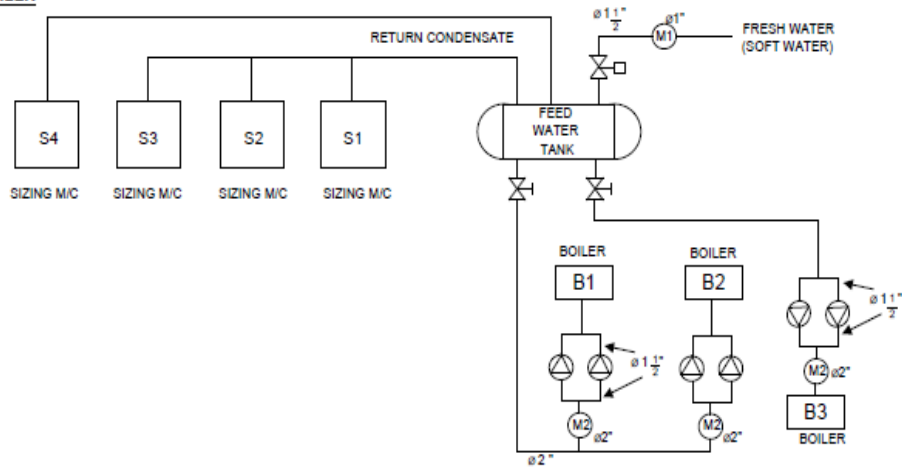 ø1 1/2"
ø1"
M1
FRESH WATER
(SOFT WATER)
RETURN CONDENSATE
S4
S3
S2
S1
FEED
WATER
TANK
SIZING M/C
SIZING M/C
SIZING M/C
SIZING M/C
BOILER
BOILER
B1
B2
ø1 1/2"
ø1 1/2"
M2
ø2"
B3
BOILER
M2
ø2"
M2
ø2"
ø2"